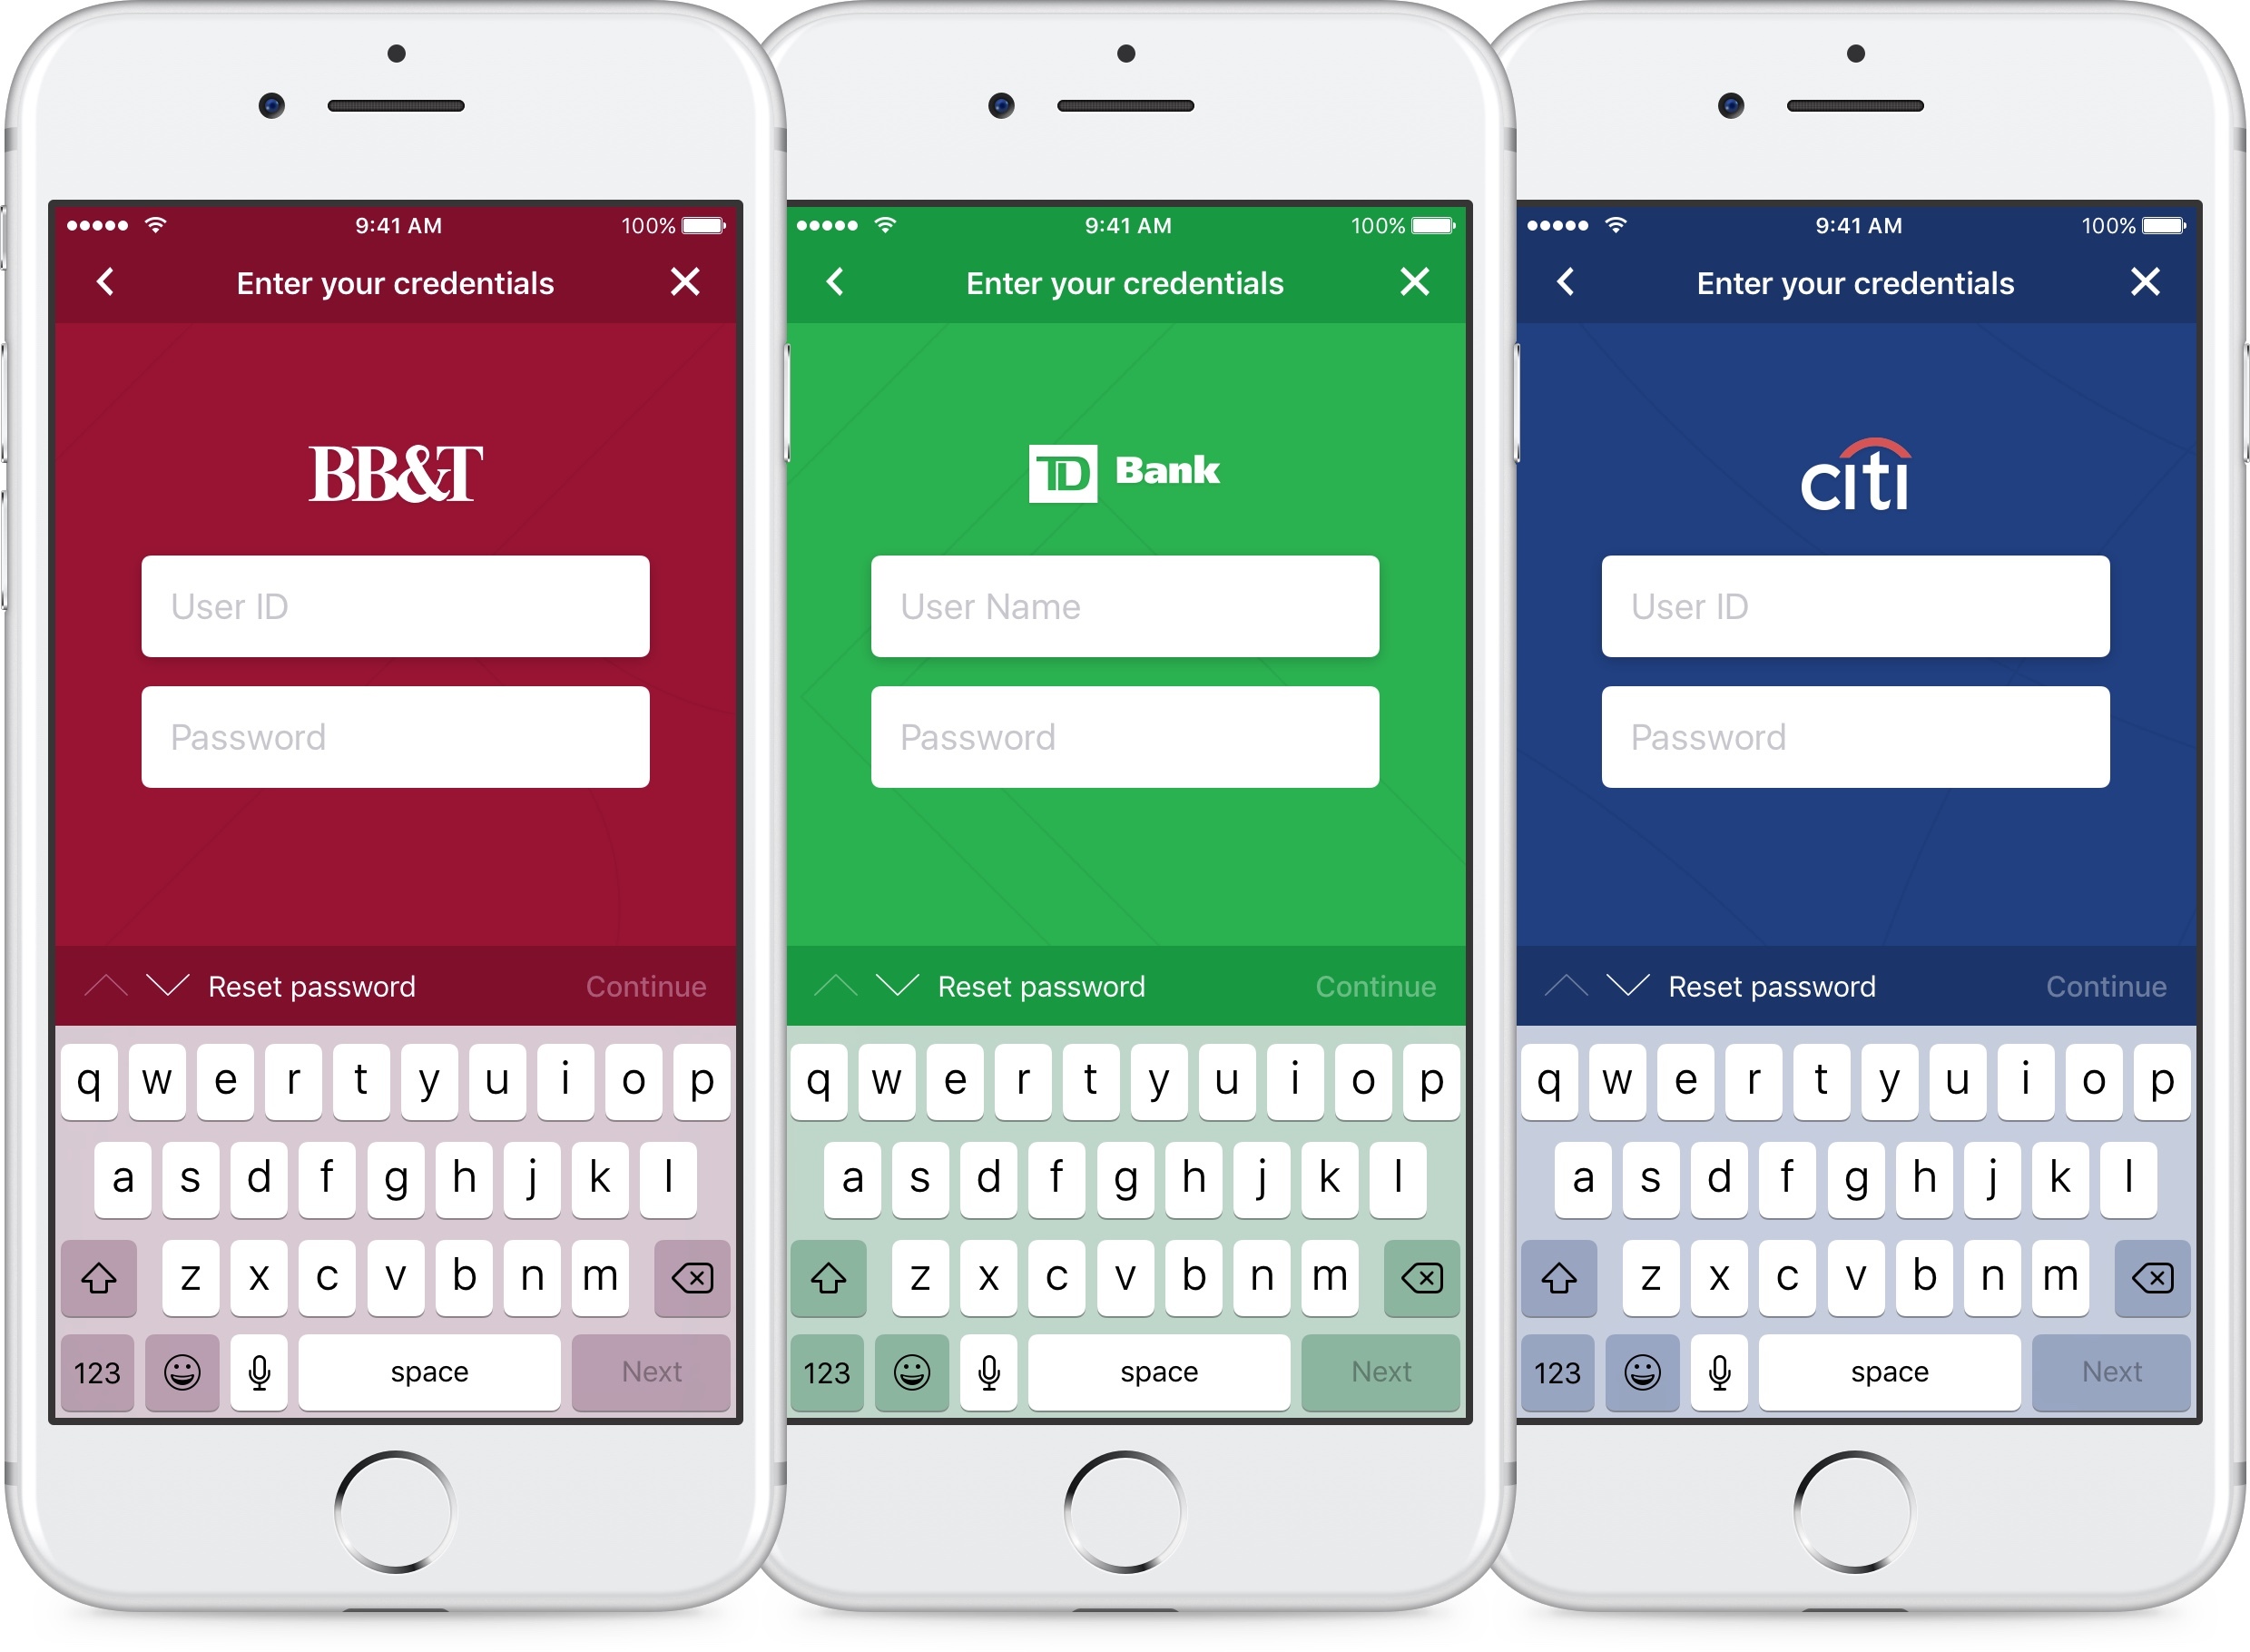 9:41 AM 100%
Enter your credentials
BB&T
User ID
Password
Reset password Continue
q w e r t y u i o p
a s d f g h j k l
z x c v b n m
123 space Next
9:41 AM 100%
Enter your credentials
TD Bank
User Name
Password
Reset password Continue
q w e r t y u i o p
a s d f g h j k l
z x c v b n m
123 space Next
9:41 AM 100%
Enter your credentials
citi
User ID
Password
Reset password Continue
q w e r t y u i o p
a s d f g h j k l
z x c v b n m
123 space Next